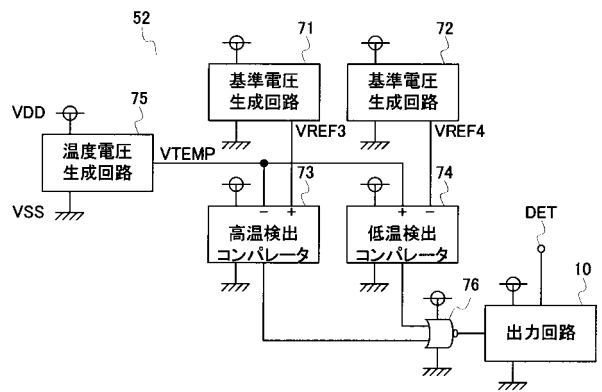 52
71
72
基準電圧
生成回路
基準電圧
生成回路
VDD
75
温度電圧
生成回路
VTEMP
VREF3
VREF4
VSS
73
74
－ ＋
＋ －
高温検出
コンパレータ
低温検出
コンパレータ
DET
76
10
出力回路